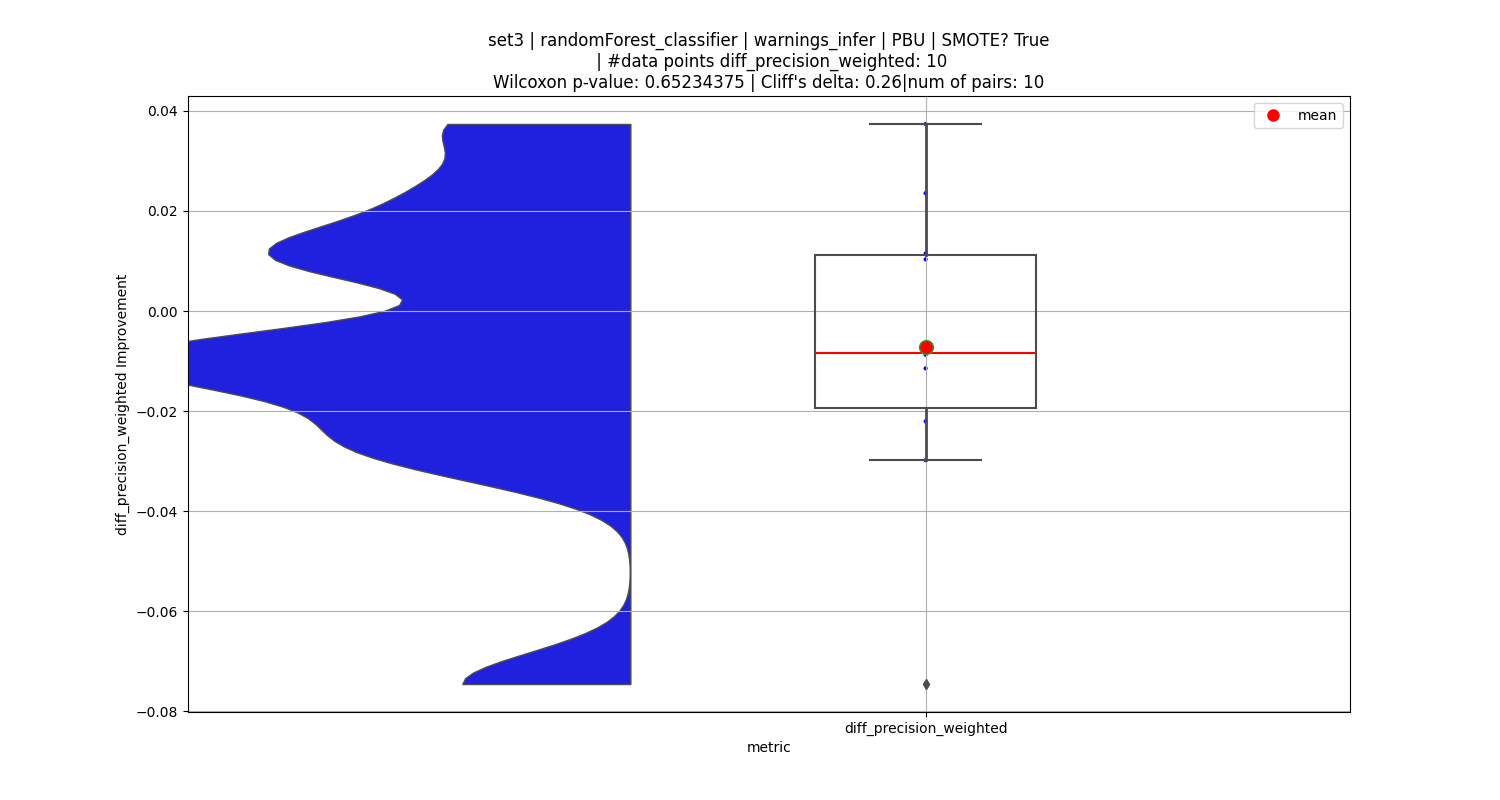 set3 | randomForest_classifier | warnings_infer | PBU | SMOTE? True
| #data points diff_precision_weighted: 10
Wilcoxon p-value: 0.65234375 | Cliff's delta: 0.26|num of pairs: 10
mean
diff_precision_weighted Improvement
0.04
0.02
0.00
−0.02
−0.04
−0.06
−0.08
diff_precision_weighted
metric